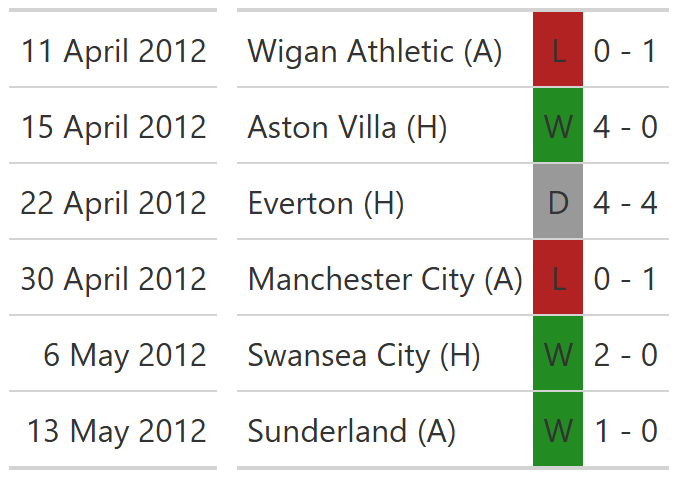 11 April 2012 Wigan Athletic (A) L 0 - 1
15 April 2012 Aston Villa (H) W 4 - 0
22 April 2012 Everton (H) D 4 - 4
30 April 2012 Manchester City (A) L 0 - 1
6 May 2012 Swansea City (H) W 2 - 0
13 May 2012 Sunderland (A) W 1 - 0